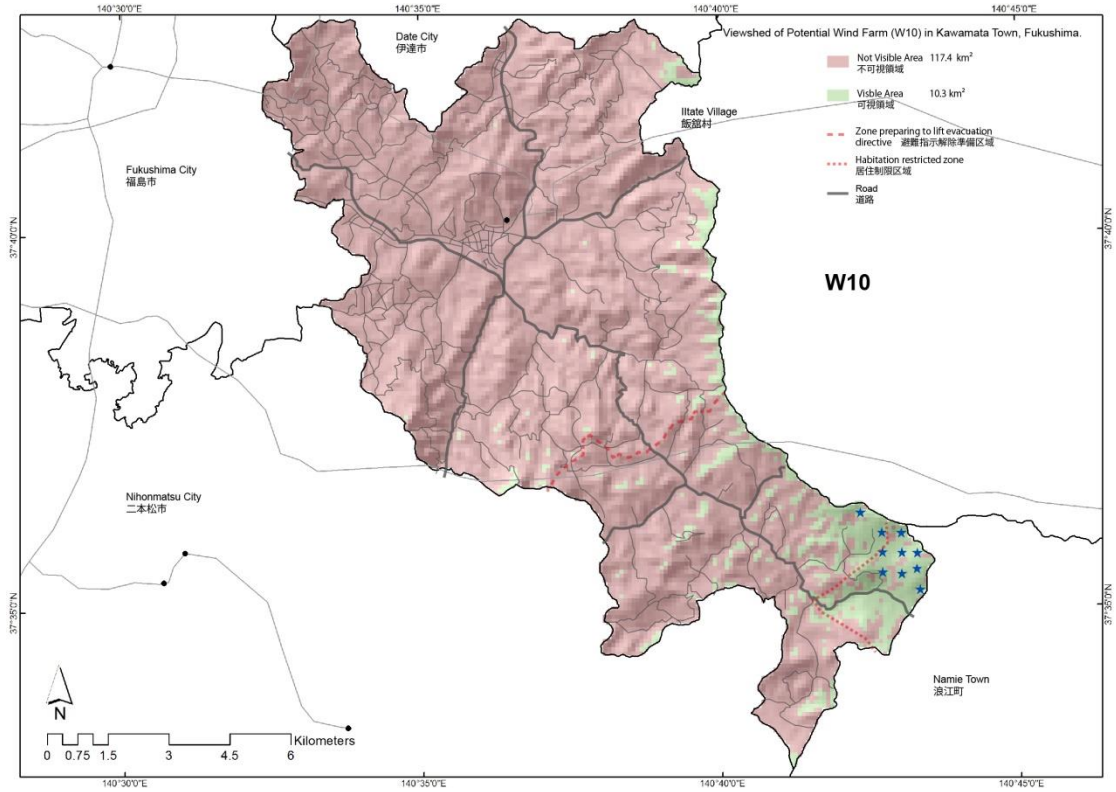 140°30'0"E
140°35'0"E
140°40'0"E
140°45'0"E
Viewshed of Potential Wind Farm (W10) in Kawamata Town, Fukushima.
Date City
伊達市
Not Visible Area 117.4 km²
不可視領域
Visble Area 10.3 km²
可視領域
IItate Village
飯舘村
Zone preparing to lift evacuation
directive 避難指示解除準備区域
Habitation restricted zone
居住制限区域
Road
道路
Fukushima City
福島市
37°40'0"N
37°40'0"N
W10
Nihonmatsu City
二本松市
37°35'0"N
37°35'0"N
Namie Town
浪江町
N
Kilometers
0 0.75 1.5 3 4.5 6
140°30'0"E
140°35'0"E
140°40'0"E
140°45'0"E